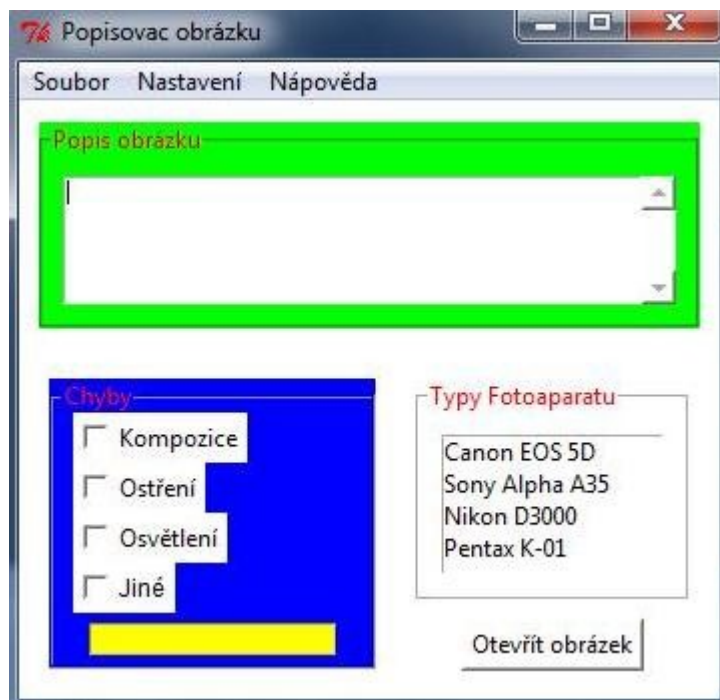 Popisovac obrázku
Soubor Nastavení Nápověda
Popis obrázku
Chyby
Kompozice
Ostření
Osvětlení
Jiné
Typy Fotoaparatu
Canon EOS 5D
Sony Alpha A35
Nikon D3000
Pentax K-01
Otevřít obrázek